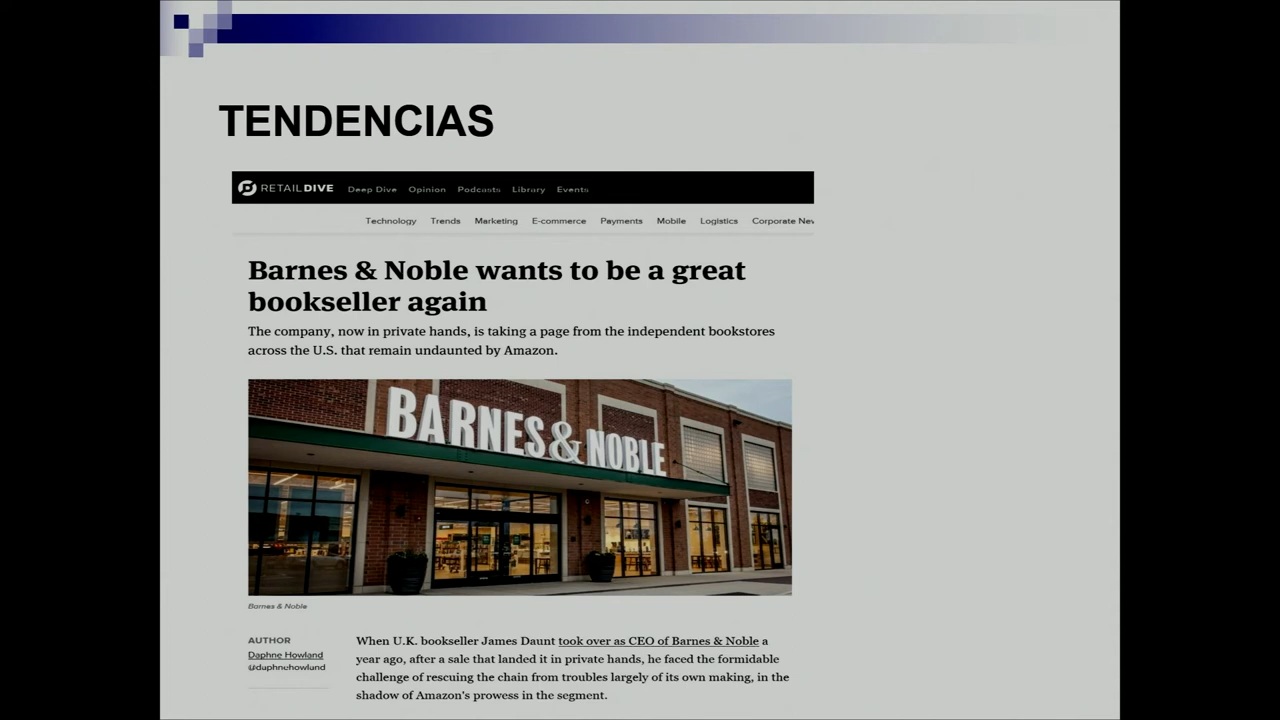 TENDENCIAS
RETAILDIVE Deep Dive Opinion Podcasts Library Events
Technology Trends Marketing E-commerce Payments Mobile Logistics Corporate Nev
Barnes & Noble wants to be a great
bookseller again
The company, now in private hands, is taking a page from the independent bookstores
across the U.S. that remain undaunted by Amazon.
BARNES & NOBLE
Barnes & Noble
AUTHOR
Daphne Howland
@daphnehowland
When U.K. bookseller James Daunt took over as CEO of Barnes & Noble a
year ago, after a sale that landed it in private hands, he faced the formidable
challenge of rescuing the chain from troubles largely of its own making, in the
shadow of Amazon's prowess in the segment.